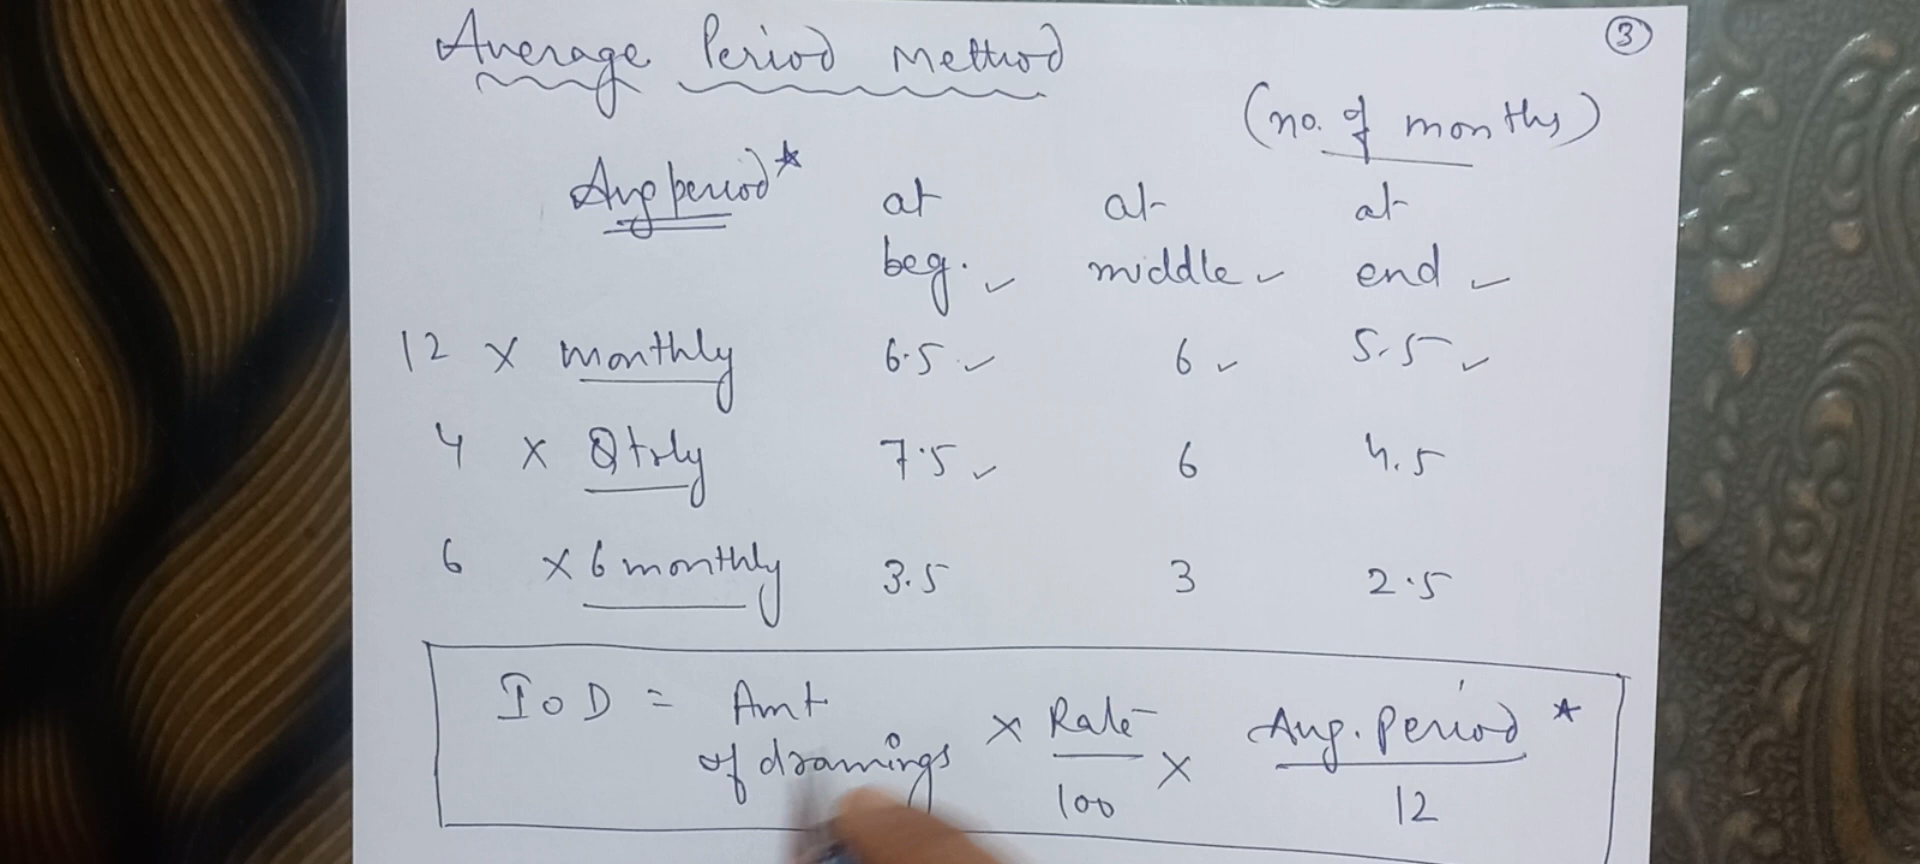 Average Period Method
③
(no. of months)
Avg period* at beg. ✓ at middle ✓ at end ✓
12 × monthly 6.5 ✓ 6 ✓ 5.5 ✓
4 × Qtrly 7.5 ✓ 6 4.5
6 × 6 monthly 3.5 3 2.5
IOD = Amt of drawings × Rate/100 × Avg. Period*/12